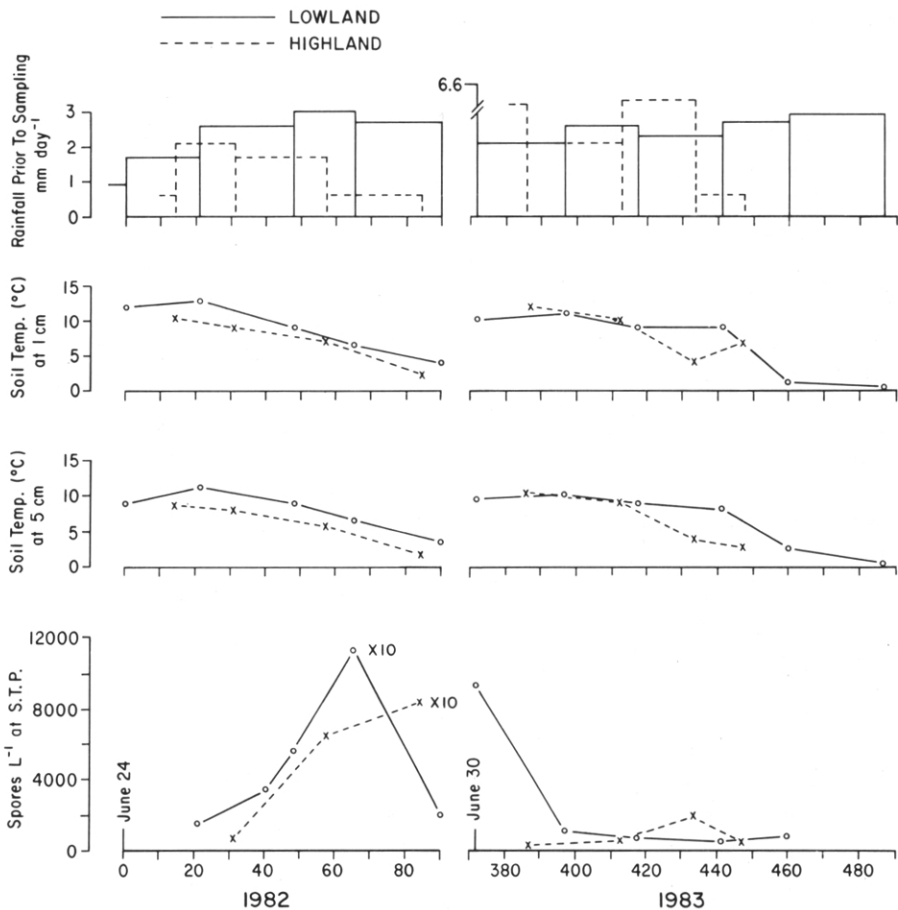 LOWLAND
HIGHLAND
Rainfall Prior To Sampling
mm day⁻¹
3
2
1
0
6.6
Soil Temp. (°C)
at 1 cm
15
10
5
0
Soil Temp. (°C)
at 5 cm
15
10
5
0
Spores L⁻¹ at S.T.P.
12000
8000
4000
0
X10
X10
June 24
June 30
0 20 40 60 80
380 400 420 440 460 480
1982
1983